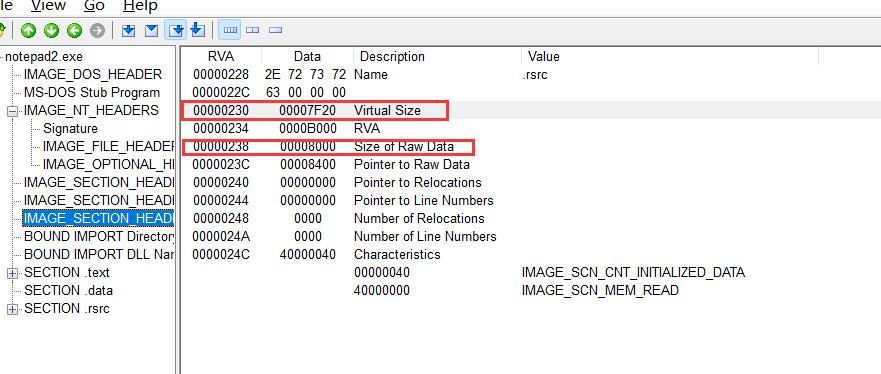 le View Go Help
notepad2.exe
IMAGE_DOS_HEADER
MS-DOS Stub Program
IMAGE_NT_HEADERS
Signature
IMAGE_FILE_HEADER
IMAGE_OPTIONAL_HI
IMAGE_SECTION_HEADI
IMAGE_SECTION_HEADI
IMAGE_SECTION_HEADI
BOUND IMPORT Director
BOUND IMPORT DLL Nar
SECTION .text
SECTION .data
SECTION .rsrc
RVA Data Description Value
00000228 2E 72 73 72 Name .rsrc
0000022C 63 00 00 00
00000230 00007F20 Virtual Size
00000234 0000B000 RVA
00000238 00008000 Size of Raw Data
0000023C 00008400 Pointer to Raw Data
00000240 00000000 Pointer to Relocations
00000244 00000000 Pointer to Line Numbers
00000248 0000 Number of Relocations
0000024A 0000 Number of Line Numbers
0000024C 40000040 Characteristics
00000040 IMAGE_SCN_CNT_INITIALIZED_DATA
40000000 IMAGE_SCN_MEM_READ